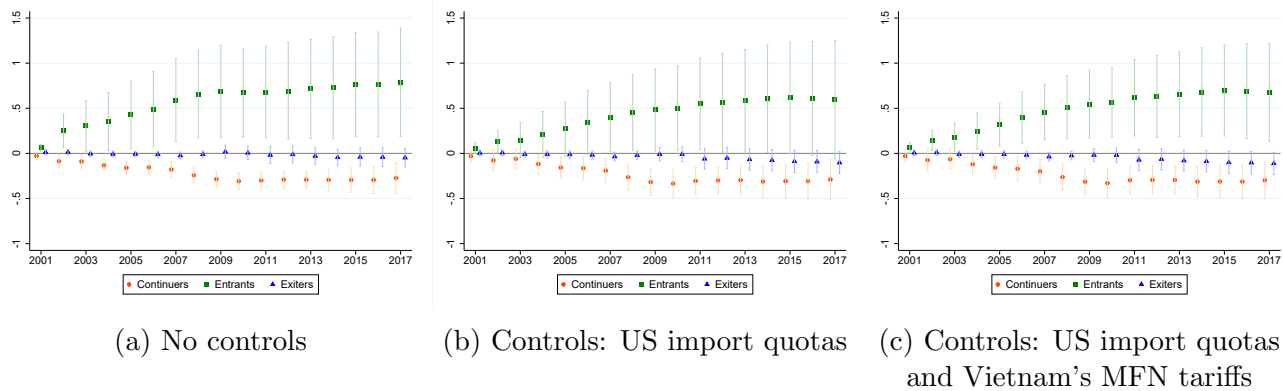 1.5
1
.5
0
-.5
-1
2001 2003 2005 2007 2009 2011 2013 2015 2017
Continuers Entrants Exiters
(a) No controls
1.5
1
.5
0
-.5
-1
2001 2003 2005 2007 2009 2011 2013 2015 2017
Continuers Entrants Exiters
(b) Controls: US import quotas
1.5
1
.5
0
-.5
-1
2001 2003 2005 2007 2009 2011 2013 2015 2017
Continuers Entrants Exiters
(c) Controls: US import quotas
and Vietnam's MFN tariffs